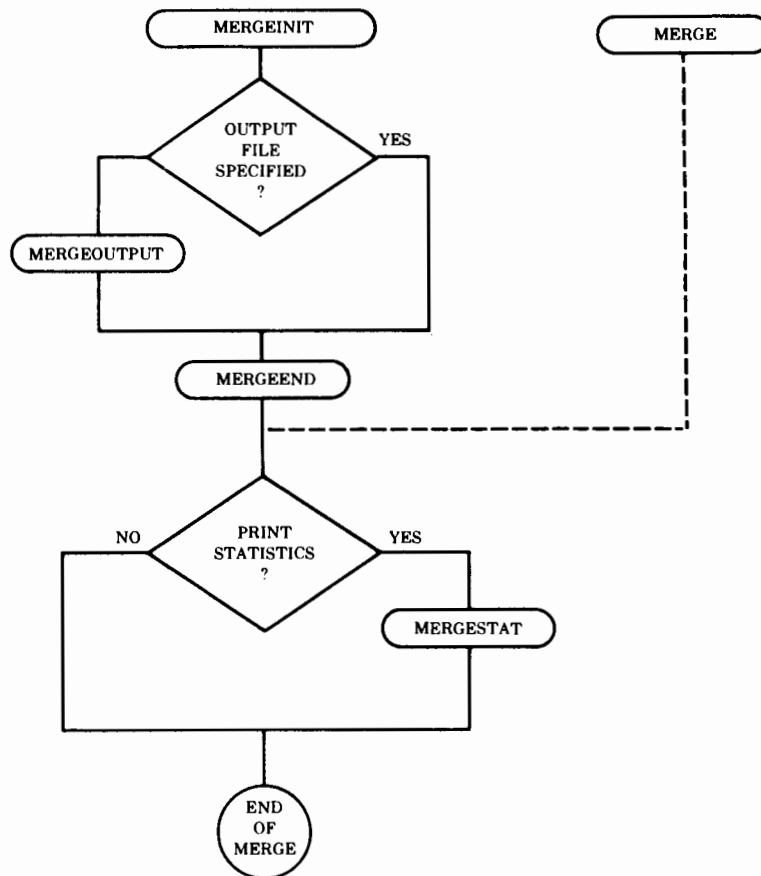 MERGEINIT
MERGE
OUTPUT
FILE
SPECIFIED
?
YES
MERGEOUTPUT
MERGEEND
NO
PRINT
STATISTICS
?
YES
MERGESTAT
END
OF
MERGE